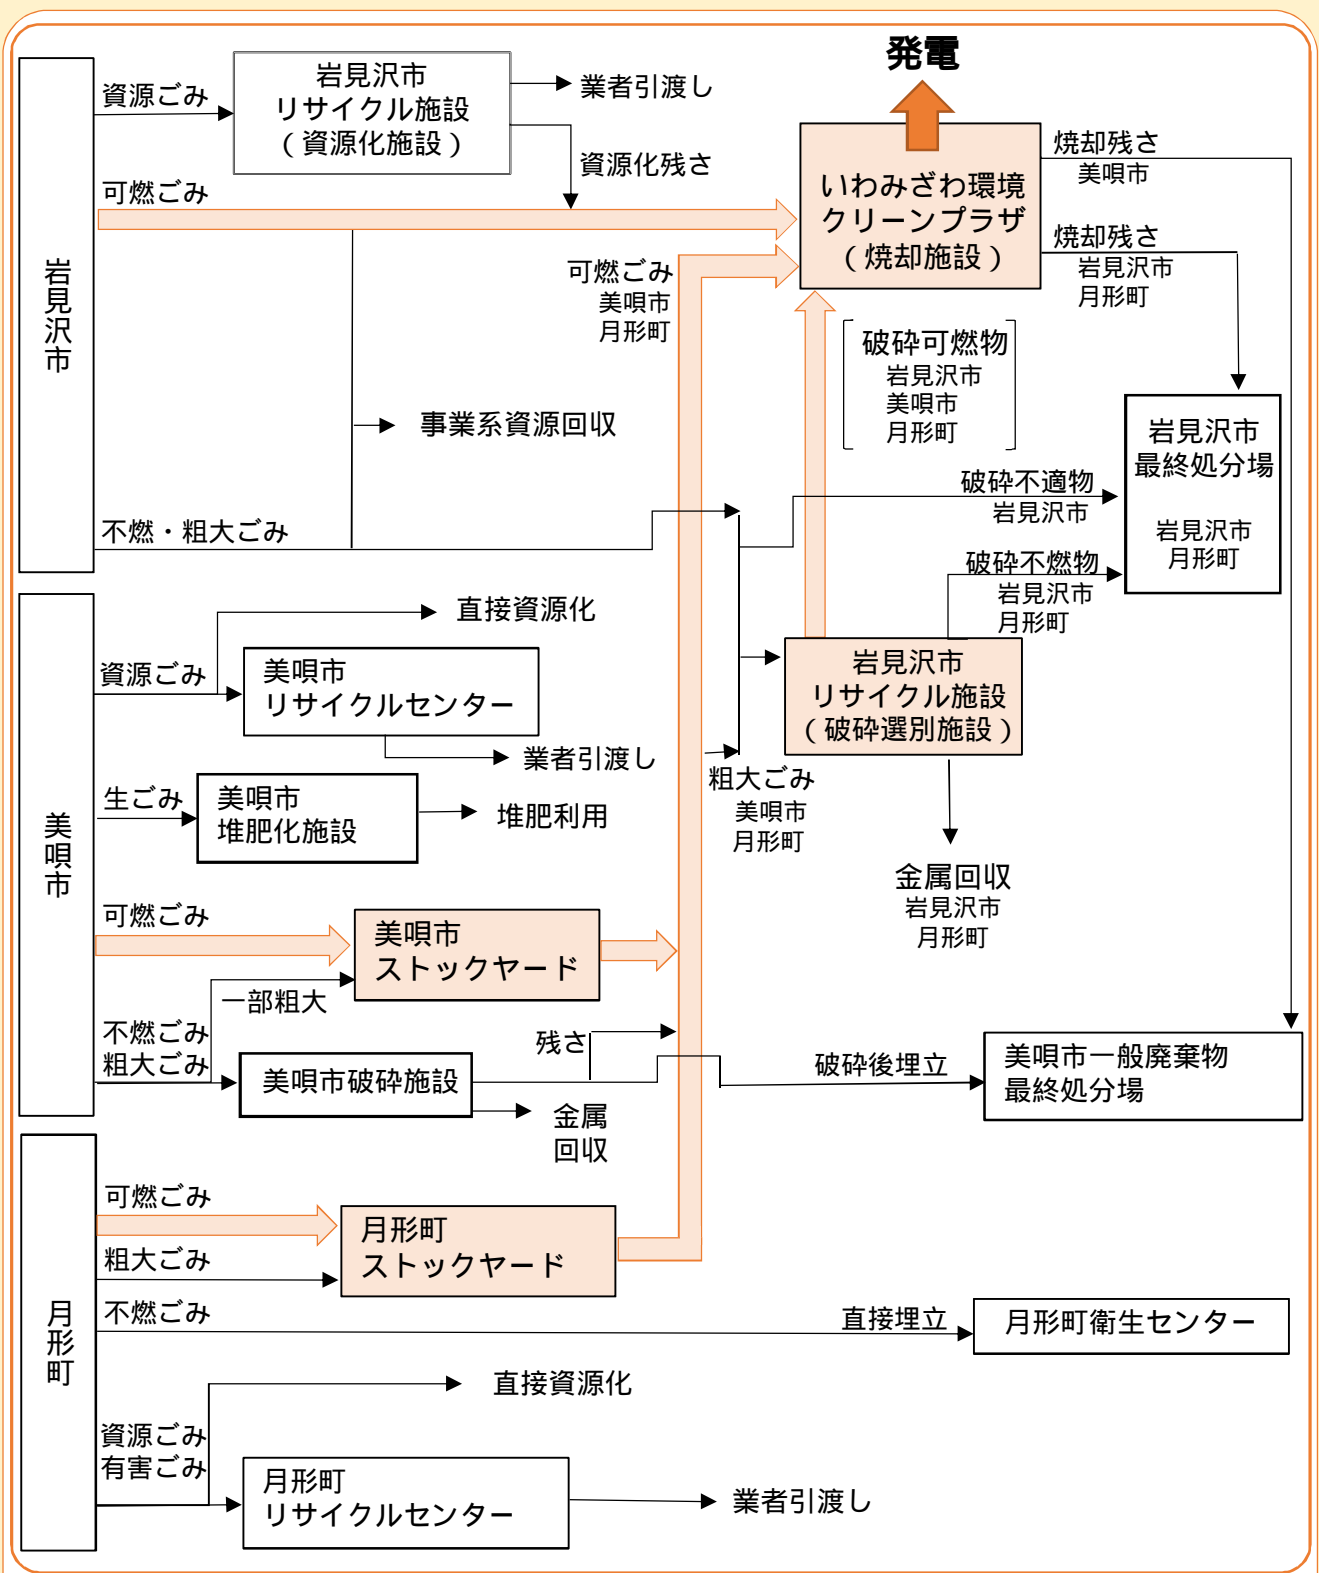 発電
岩見沢市
資源ごみ
岩見沢市
リサイクル施設
(資源化施設)
業者引渡し
資源化残さ
可燃ごみ
いわみざわ環境
クリーンプラザ
(焼却施設)
焼却残さ
美唄市
焼却残さ
岩見沢市
月形町
可燃ごみ
美唄市
月形町
破砕可燃物
岩見沢市
美唄市
月形町
事業系資源回収
岩見沢市
最終処分場
岩見沢市
月形町
破砕不適物
岩見沢市
不燃・粗大ごみ
破砕不燃物
岩見沢市
月形町
美唄市
直接資源化
資源ごみ
美唄市
リサイクルセンター
業者引渡し
岩見沢市
リサイクル施設
(破砕選別施設)
粗大ごみ
美唄市
月形町
生ごみ
美唄市
堆肥化施設
堆肥利用
金属回収
岩見沢市
月形町
可燃ごみ
美唄市
ストックヤード
一部粗大
不燃ごみ
粗大ごみ
美唄市破砕施設
残さ
金属
回収
破砕後埋立
美唄市一般廃棄物
最終処分場
月形町
可燃ごみ
月形町
ストックヤード
粗大ごみ
不燃ごみ
直接埋立
月形町衛生センター
直接資源化
資源ごみ
有害ごみ
月形町
リサイクルセンター
業者引渡し